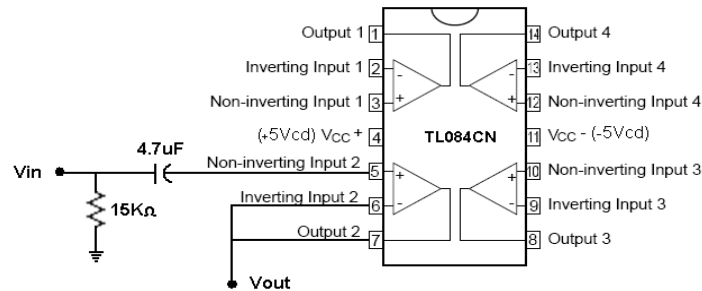 Output 1 1
14 Output 4
Inverting Input 1 2
13 Inverting Input 4
Non-inverting Input 1 3
12 Non-inverting Input 4
(+5Vcd) Vcc + 4
TL084CN
11 Vcc - (-5Vcd)
4.7uF
Non-inverting Input 2 5
10 Non-inverting Input 3
Vin
Inverting Input 2 6
9 Inverting Input 3
15KΩ
Output 2 7
8 Output 3
Vout